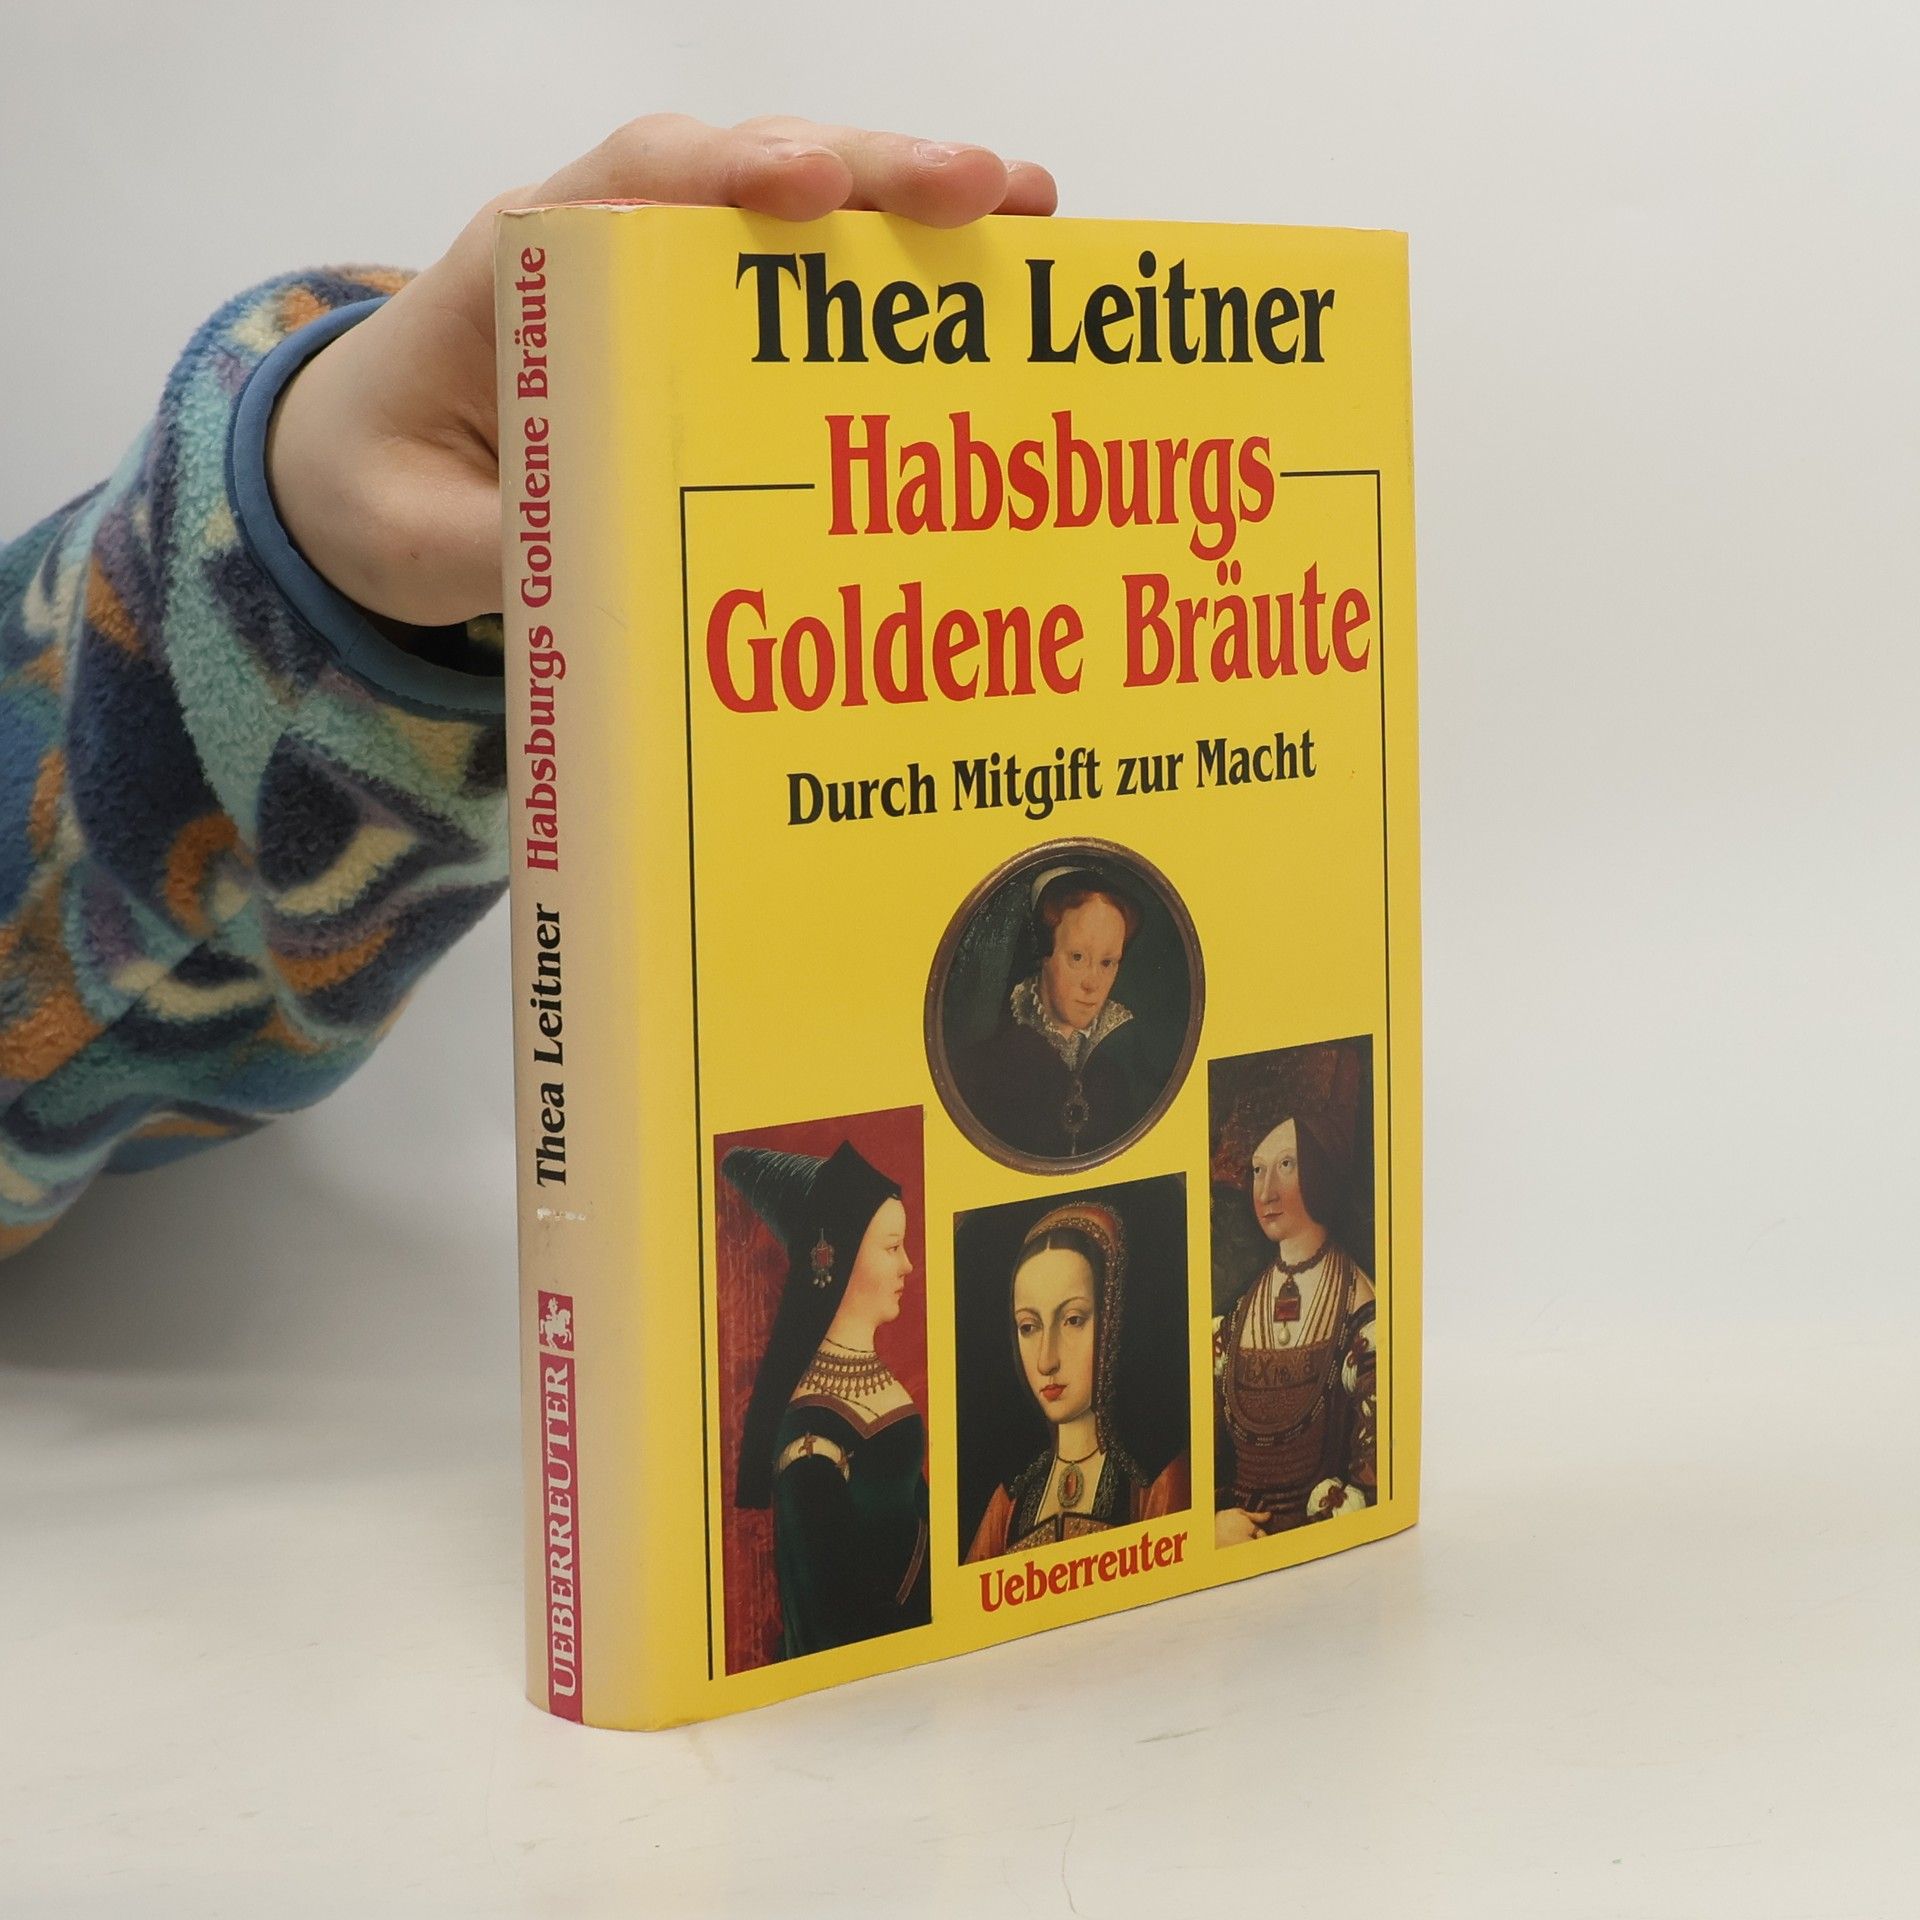 Thea Leitner
Habsburgs
Goldene Bräute
Durch Mitgift zur Macht
Ueberreuter
Thea Leitner Habsburgs Goldene Bräute
UEBERREUTER